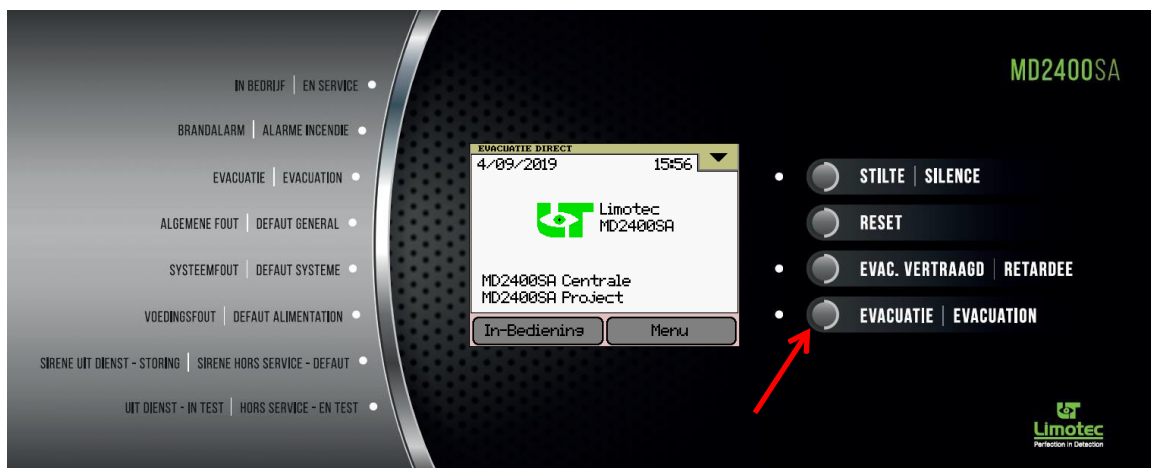 IN BEDRIJF | EN SERVICE
BRANDALARM | ALARME INCENDIE
EVACUATIE | EVACUATION
ALGEMENE FOUT | DEFAUT GENERAL
SYSTEEMFOUT | DEFAUT SYSTEME
VOEDINGSFOUT | DEFAUT ALIMENTATION
SIRENE UIT DIENST - STORING | SIRENE HORS SERVICE - DEFAUT
UIT DIENST - IN TEST | HORS SERVICE - EN TEST
EVACUATIE DIRECT
4/09/2019 15:56
Limotec
MD2400SA
MD2400SA Centrale
MD2400SA Project
In-Bediening Menu
MD2400SA
STILTE | SILENCE
RESET
EVAC. VERTRAAGD | RETARDEE
EVACUATIE | EVACUATION
Limotec
Perfection in Detection